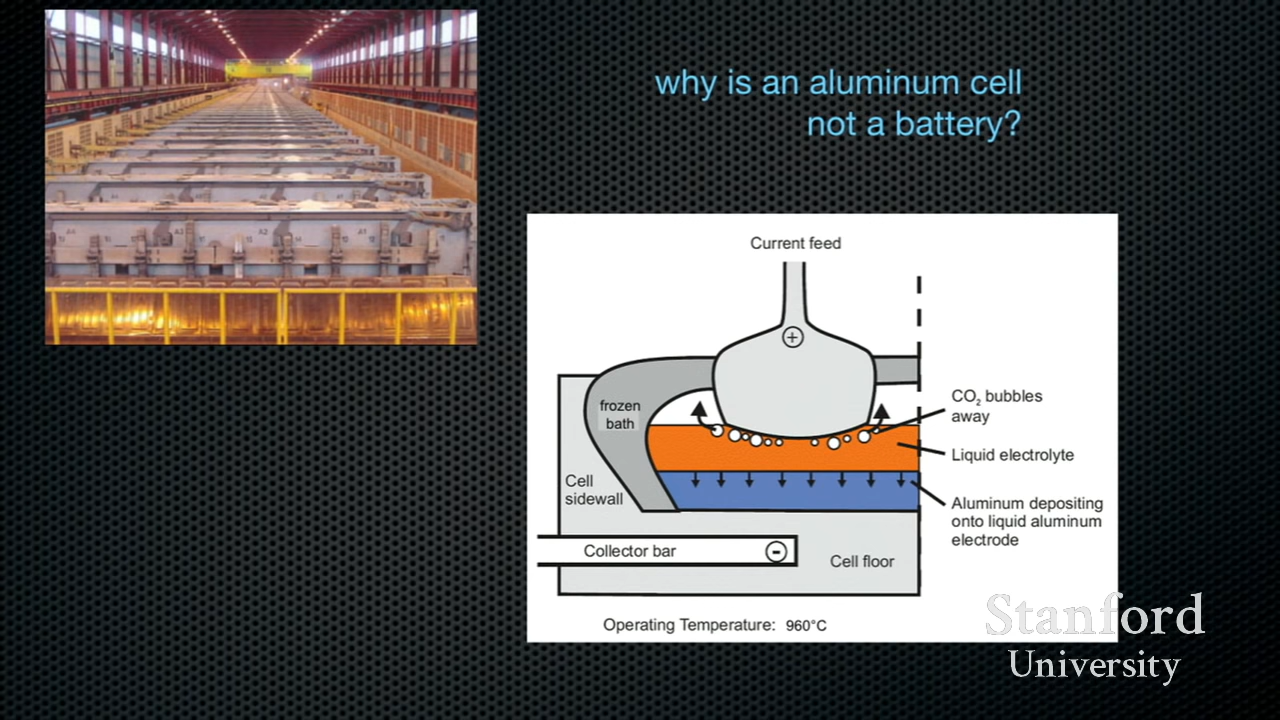 why is an aluminum cell
not a battery?
Current feed
+
CO₂ bubbles
away
frozen
bath
Liquid electrolyte
Cell
sidewall
Aluminum depositing
onto liquid aluminum
electrode
Collector bar
-
Cell floor
Operating Temperature: 960°C
Stanford
University